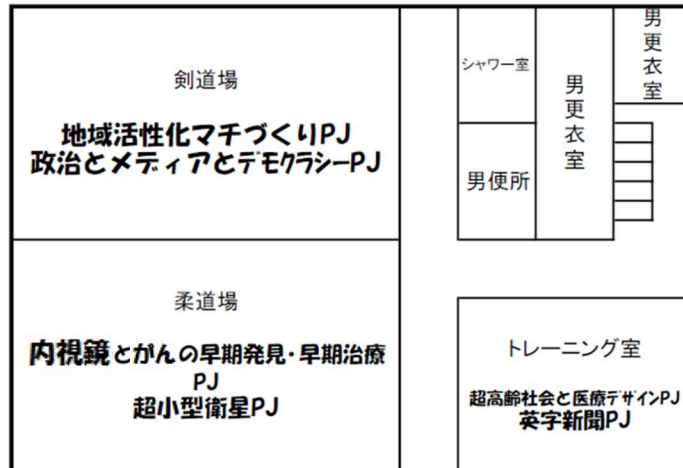 剣道場
地域活性化マチづくりPJ
政治とメディアとデモクラシーPJ
シャワー室
男更衣室
男更衣室
男便所
柔道場
内視鏡とがんの早期発見・早期治療
PJ
超小型衛星PJ
トレーニング室
超高齢社会と医療デザインPJ
英字新聞PJ